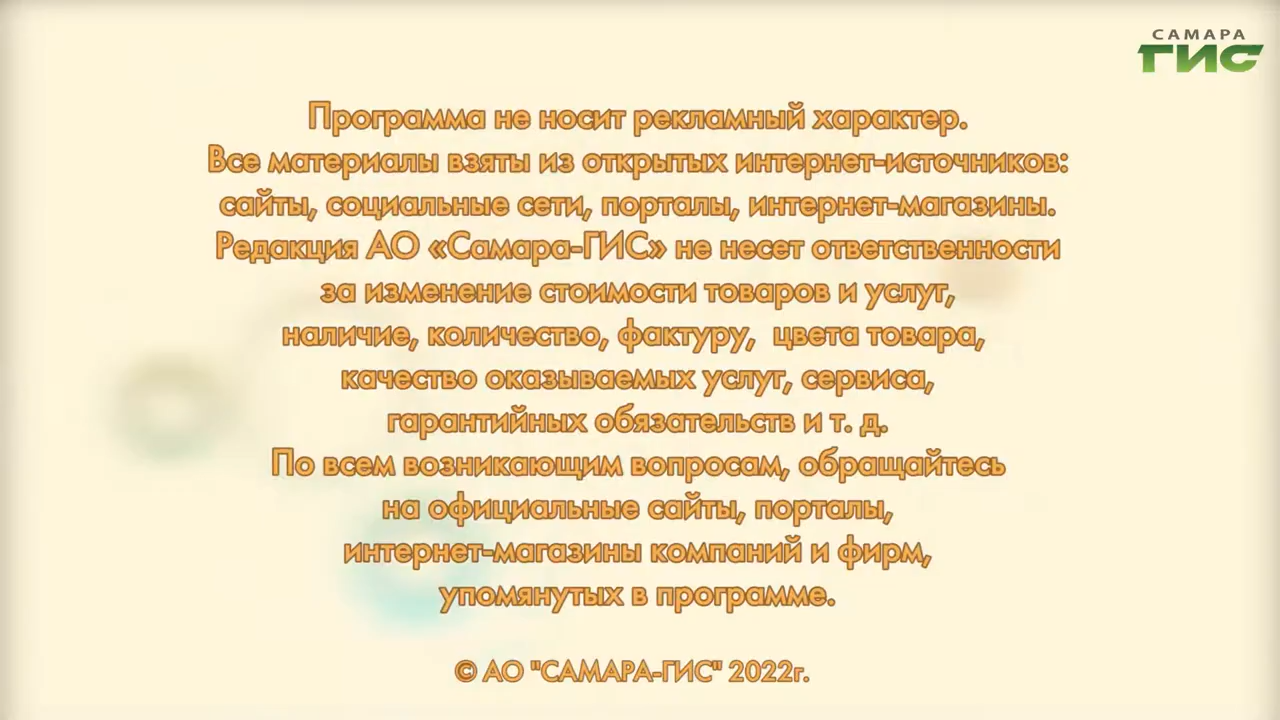 САМАРА
ГИС
Программа не носит рекламный характер.
Все материалы взяты из открытых интернет-источников:
сайты, социальные сети, порталы, интернет-магазины.
Редакция АО «Самара-ГИС» не несет ответственности
за изменение стоимости товаров и услуг,
наличие, количество, фактуру, цвета товара,
качество оказываемых услуг, сервиса,
гарантийных обязательств и т. д.
По всем возникающим вопросам, обращайтесь
на официальные сайты, порталы,
интернет-магазины компаний и фирм,
упомянутых в программе.
© АО "САМАРА-ГИС" 2022г.